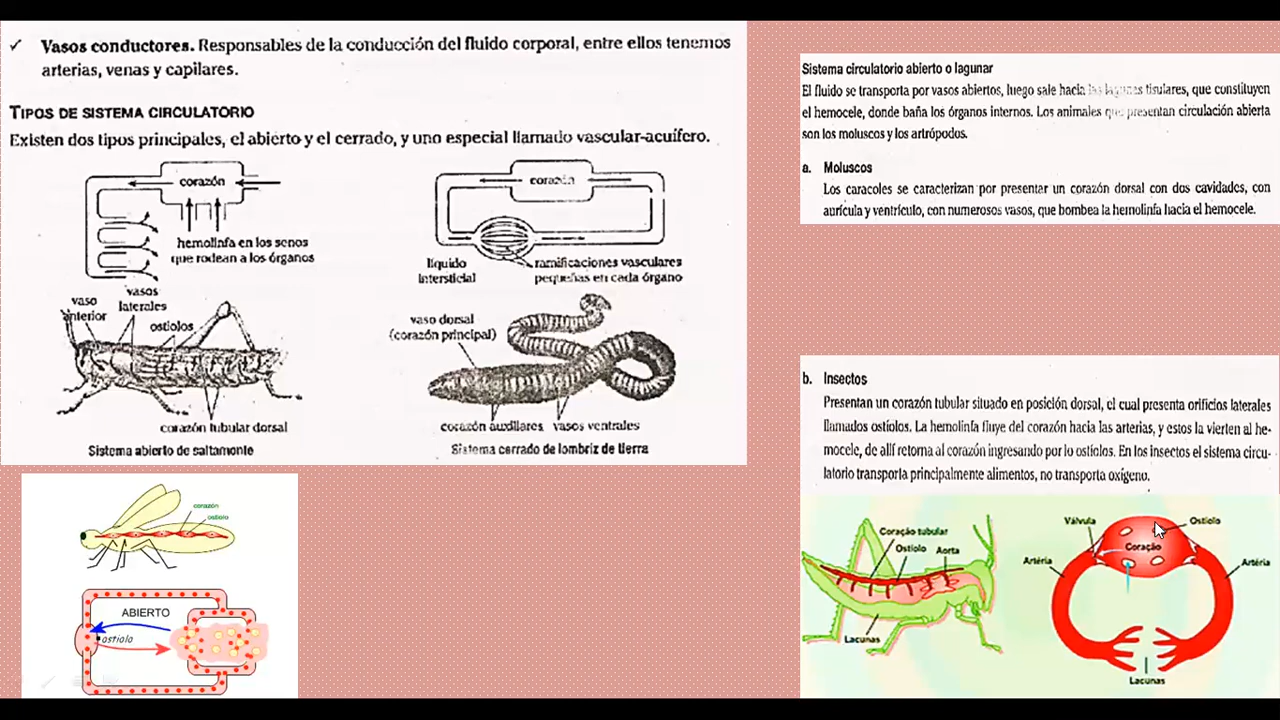 ✓ Vasos conductores. Responsables de la conducción del fluido corporal, entre ellos tenemos
arterias, venas y capilares.
TIPOS DE SISTEMA CIRCULATORIO
Existen dos tipos principales, el abierto y el cerrado, y uno especial llamado vascular-acuífero.
corazón
hemolinfa en los senos
que rodean a los órganos
vasos
laterales
vaso
anterior
ostiolos
corazón tubular dorsal
Sistema abierto de saltamonte
corazón
líquido
intersticial
ramificaciones vasculares
pequeñas en cada órgano
vaso dorsal
(corazón principal)
corazón auxiliares
vasos ventrales
Sistema cerrado de lombriz de tierra
corazón
ostiolo
ABIERTO
ostiolo
Sistema circulatorio abierto o lagunar
El fluido se transporta por vasos abiertos, luego sale hacia las lagunas tisulares, que constituyen
el hemocele, donde baña los órganos internos. Los animales que presentan circulación abierta
son los moluscos y los artrópodos.
a. Moluscos
Los caracoles se caracterizan por presentar un corazón dorsal con dos cavidades, con
aurícula y ventrículo, con numerosos vasos, que bombea la hemolinfa hacia el hemocele.
b. Insectos
Presentan un corazón tubular situado en posición dorsal, el cual presenta orificios laterales
llamados ostíolos. La hemolinfa fluye del corazón hacia las arterias, y estos la vierten al he-
mocele, de allí retorna al corazón ingresando por lo ostíolos. En los insectos el sistema circu-
latorio transporta principalmente alimentos, no transporta oxígeno.
Coração tubular
Ostíolo
Aorta
Lacunas
Válvula
Ostíolo
Coração
Artéria
Artéria
Lacunas